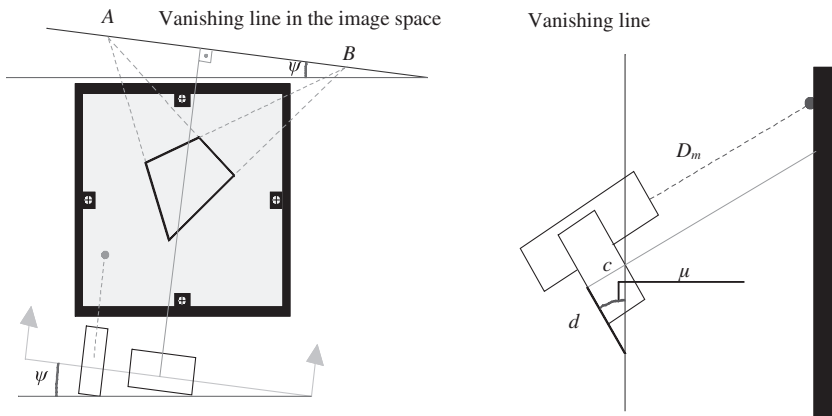 Vanishing line in the image space
A
B
ψ
ψ
Vanishing line
D_m
c
μ
d